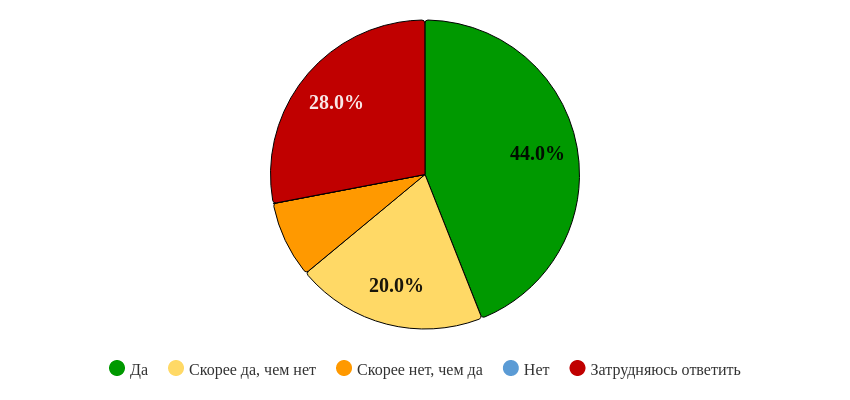 28.0%
44.0%
20.0%
Да Скорее да, чем нет Скорее нет, чем да Нет Затрудняюсь ответить